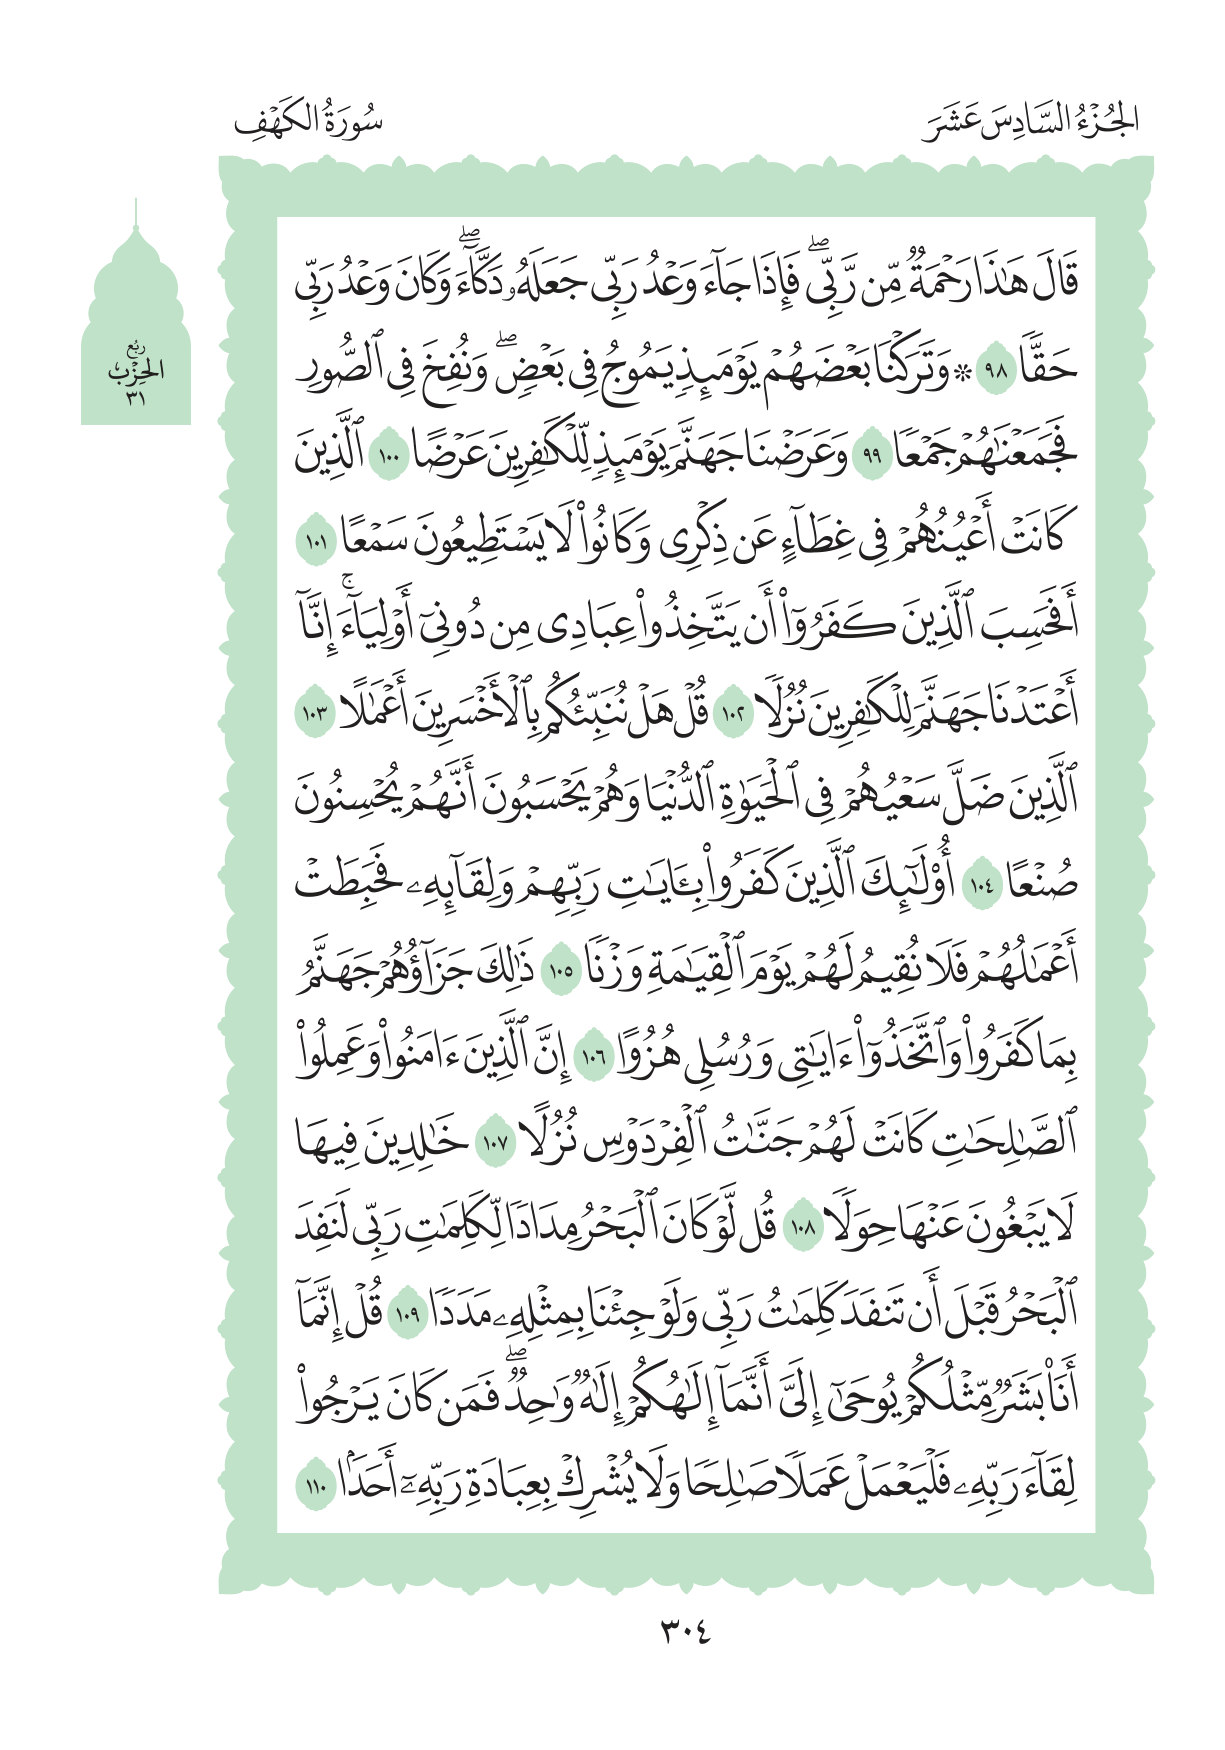 الجُزْءُ السَّادِسَ عَشَرَ
سُورَةُ الكَهْفِ
قَالَ هَٰذَا رَحْمَةٌ مِّن رَّبِّيۖ فَإِذَا جَآءَ وَعْدُ رَبِّي جَعَلَهُۥ دَكَّآءَۖ وَكَانَ وَعْدُ رَبِّي
حَقًّا ٩٨ ۞ وَتَرَكْنَا بَعْضَهُمْ يَوْمَئِذٖ يَمُوجُ فِي بَعْضٖۖ وَنُفِخَ فِي ٱلصُّورِ
فَجَمَعْنَٰهُمْ جَمْعٗا ٩٩ وَعَرَضْنَا جَهَنَّمَ يَوْمَئِذٖ لِّلْكَٰفِرِينَ عَرْضًا ١٠٠ ٱلَّذِينَ
كَانَتْ أَعْيُنُهُمْ فِي غِطَآءٍ عَن ذِكْرِي وَكَانُوا۟ لَا يَسْتَطِيعُونَ سَمْعًا ١٠١
أَفَحَسِبَ ٱلَّذِينَ كَفَرُوٓا۟ أَن يَتَّخِذُوا۟ عِبَادِي مِن دُونِيٓ أَوْلِيَآءَۚ إِنَّآ
أَعْتَدْنَا جَهَنَّمَ لِلْكَٰفِرِينَ نُزُلٗا ١٠٢ قُلْ هَلْ نُنَبِّئُكُم بِٱلْأَخْسَرِينَ أَعْمَٰلًا ١٠٣
ٱلَّذِينَ ضَلَّ سَعْيُهُمْ فِي ٱلْحَيَوٰةِ ٱلدُّنْيَا وَهُمْ يَحْسَبُونَ أَنَّهُمْ يُحْسِنُونَ
صُنْعًا ١٠٤ أُو۟لَٰٓئِكَ ٱلَّذِينَ كَفَرُوا۟ بِـَٔايَٰتِ رَبِّهِمْ وَلِقَآئِهِۦ فَحَبِطَتْ
أَعْمَٰلُهُمْ فَلَا نُقِيمُ لَهُمْ يَوْمَ ٱلْقِيَٰمَةِ وَزْنٗا ١٠٥ ذَٰلِكَ جَزَآؤُهُمْ جَهَنَّمُ
بِمَا كَفَرُوا۟ وَٱتَّخَذُوٓا۟ ءَايَٰتِي وَرُسُلِي هُزُوًا ١٠٦ إِنَّ ٱلَّذِينَ ءَامَنُوا۟ وَعَمِلُوا۟
ٱلصَّٰلِحَٰتِ كَانَتْ لَهُمْ جَنَّٰتُ ٱلْفِرْدَوْسِ نُزُلًا ١٠٧ خَٰلِدِينَ فِيهَا
لَا يَبْغُونَ عَنْهَا حِوَلٗا ١٠٨ قُل لَّوْ كَانَ ٱلْبَحْرُ مِدَادٗا لِّكَلِمَٰتِ رَبِّي لَنَفِدَ
ٱلْبَحْرُ قَبْلَ أَن تَنفَدَ كَلِمَٰتُ رَبِّي وَلَوْ جِئْنَا بِمِثْلِهِۦ مَدَدٗا ١٠٩ قُلْ إِنَّمَآ
أَنَا۠ بَشَرٌ مِّثْلُكُمْ يُوحَىٰٓ إِلَيَّ أَنَّمَآ إِلَٰهُكُمْ إِلَٰهٌ وَٰحِدٌۖ فَمَن كَانَ يَرْجُوا۟
لِقَآءَ رَبِّهِۦ فَلْيَعْمَلْ عَمَلٗا صَٰلِحٗا وَلَا يُشْرِكْ بِعِبَادَةِ رَبِّهِۦٓ أَحَدَۢا ١١٠
رُبْع
الحِزْب
٣١
٣٠٤